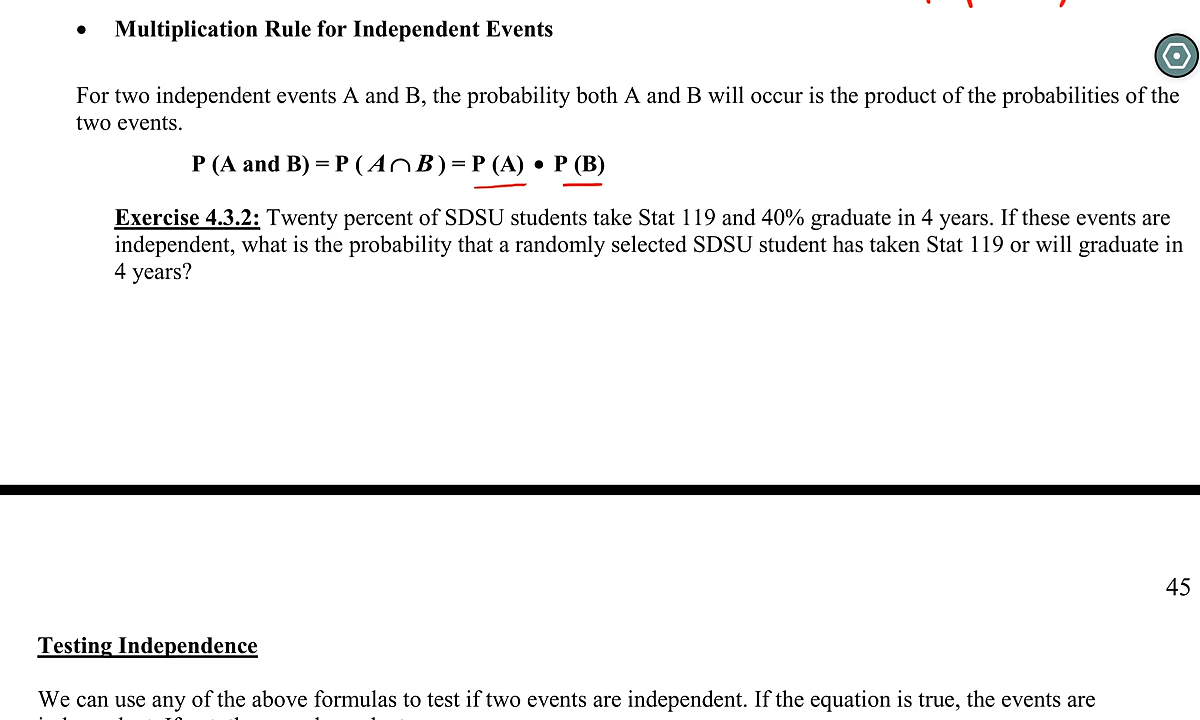 • Multiplication Rule for Independent Events
For two independent events A and B, the probability both A and B will occur is the product of the probabilities of the
two events.
P (A and B) = P ( A∩B ) = P (A) • P (B)
Exercise 4.3.2: Twenty percent of SDSU students take Stat 119 and 40% graduate in 4 years. If these events are
independent, what is the probability that a randomly selected SDSU student has taken Stat 119 or will graduate in
4 years?
45
Testing Independence
We can use any of the above formulas to test if two events are independent. If the equation is true, the events are